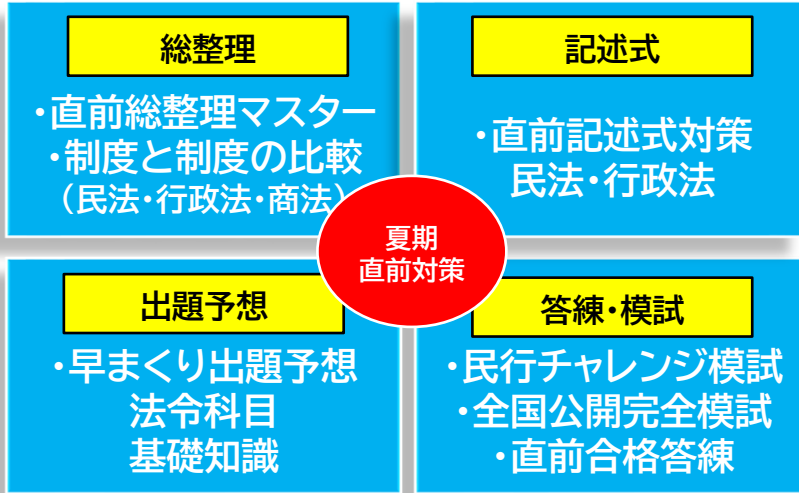 総整理
・直前総整理マスター
・制度と制度の比較
（民法・行政法・商法）
記述式
・直前記述式対策
民法・行政法
夏期
直前対策
出題予想
・早まくり出題予想
法令科目
基礎知識
答練・模試
・民行チャレンジ模試
・全国公開完全模試
・直前合格答練